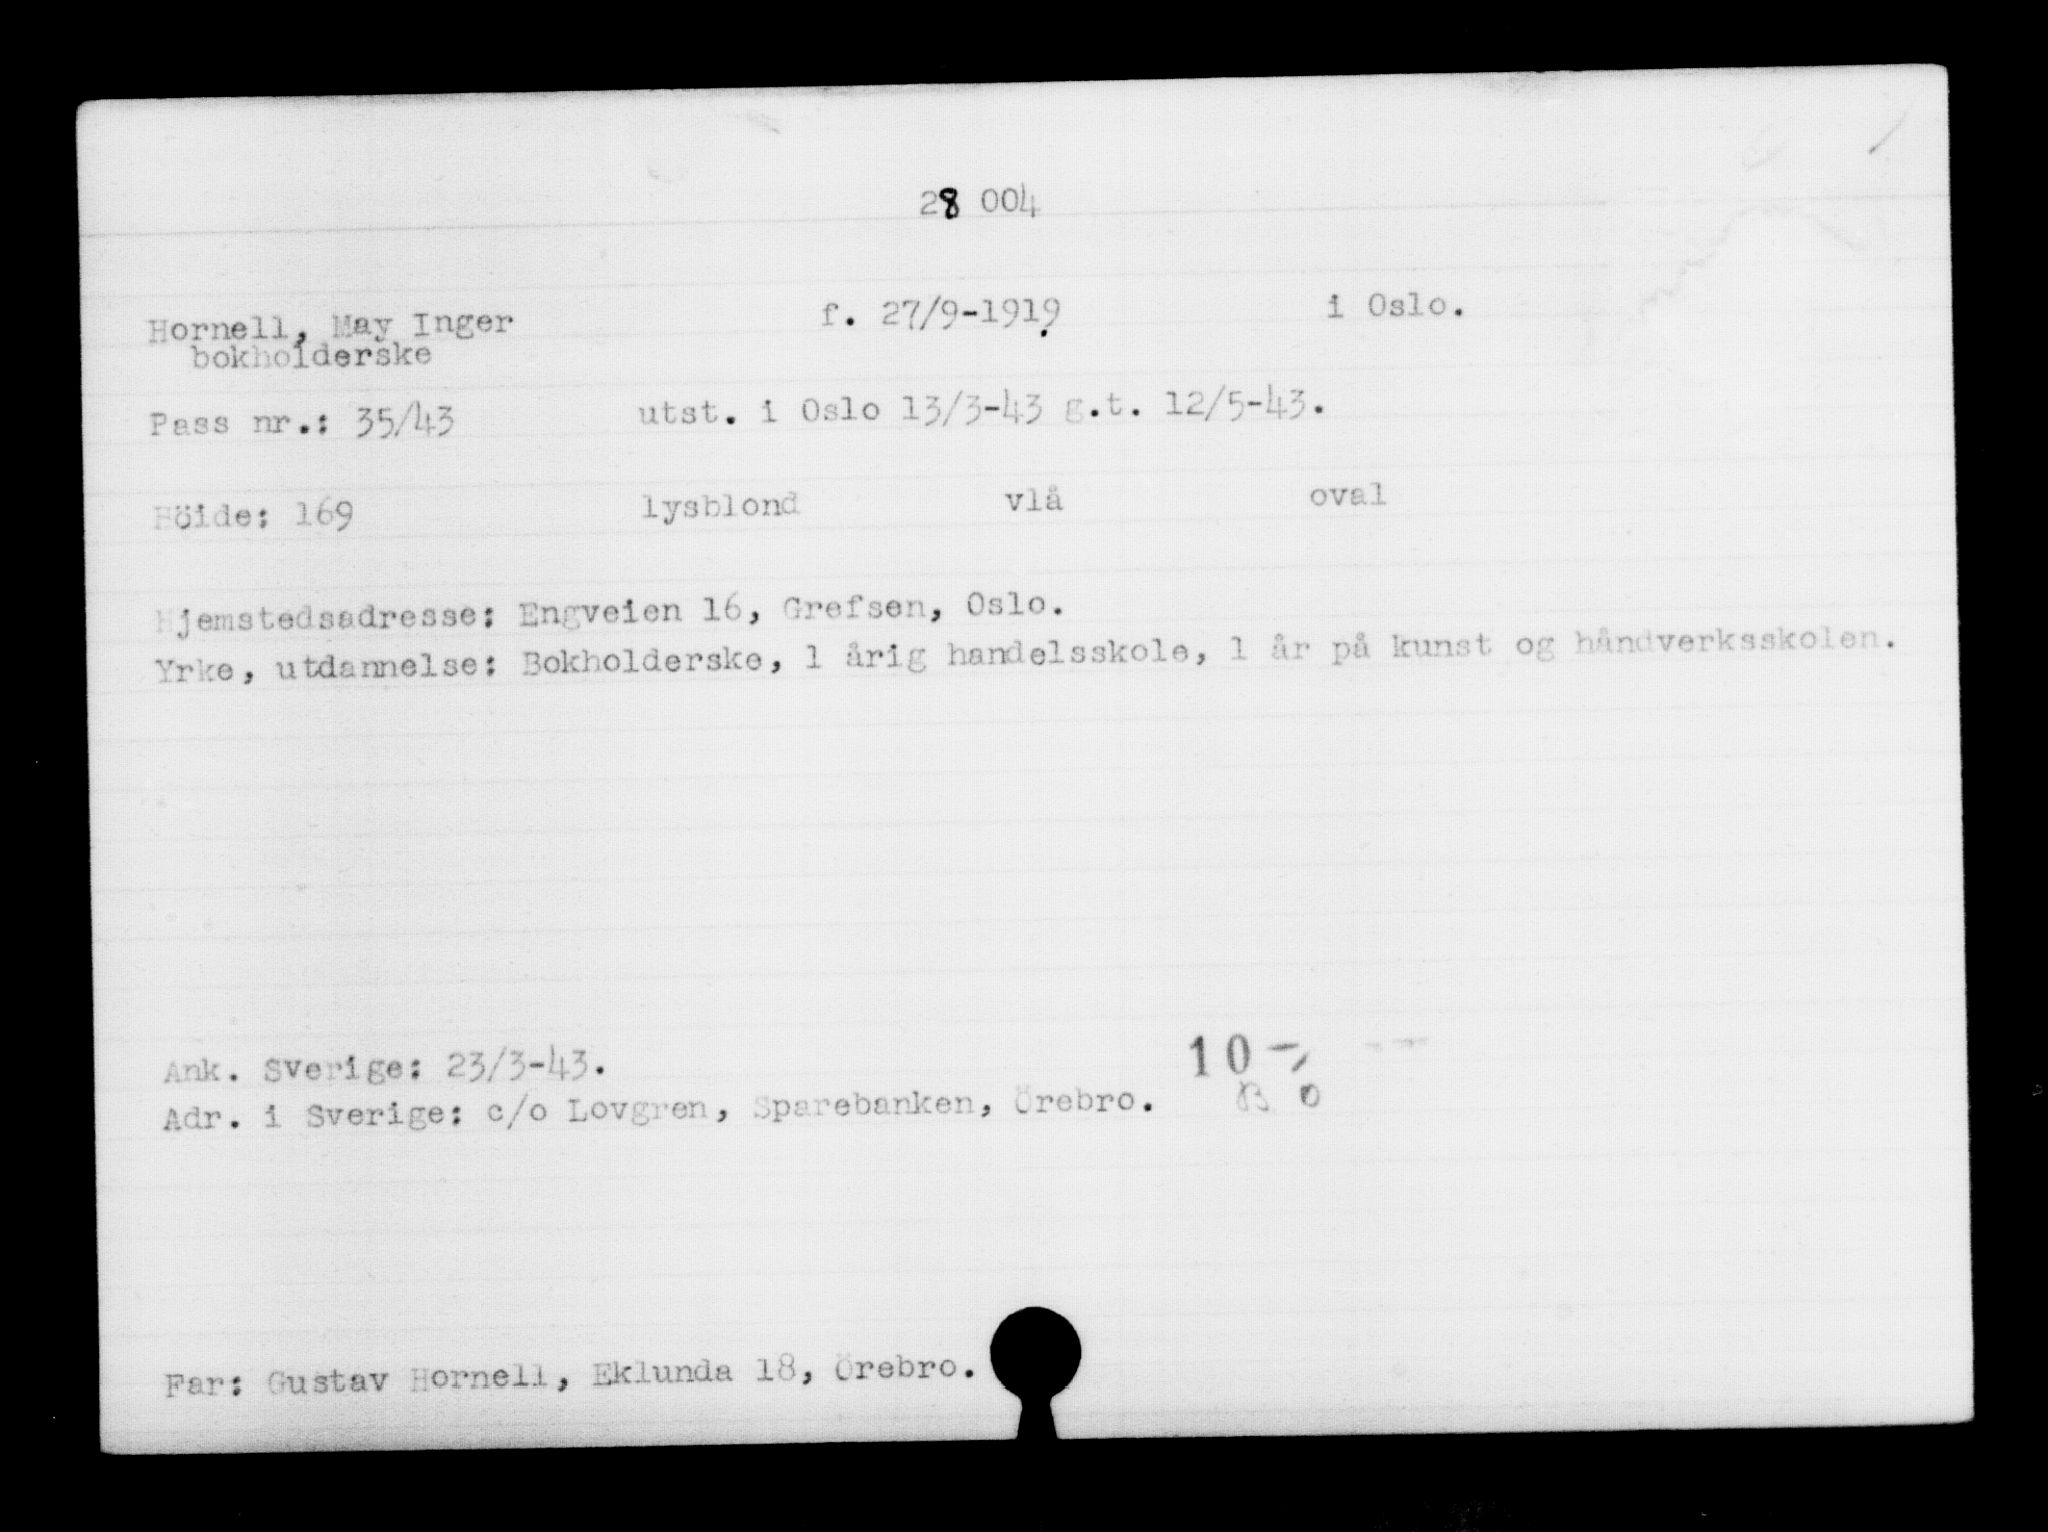 28 004
Hornell, May Inger f. 27/9-1919 i Oslo.
bokholderske
Pass nr.: 35/43 utst. i Oslo 13/3-43 g.t. 12/5-43.
Höide: 169 lysblond vlå oval
Hjemstedsadresse: Engveien 16, Grefsen, Oslo.
Yrke, utdannelse: Bokholderske, 1 årig handelsskole, 1 år på kunst og håndverksskolen.
Ank. Sverige: 23/3-43. 10
Adr. i Sverige: c/o Lovgren, Sparebanken, Örebro.
Far: Gustav Hornell, Eklunda 18, Örebro.